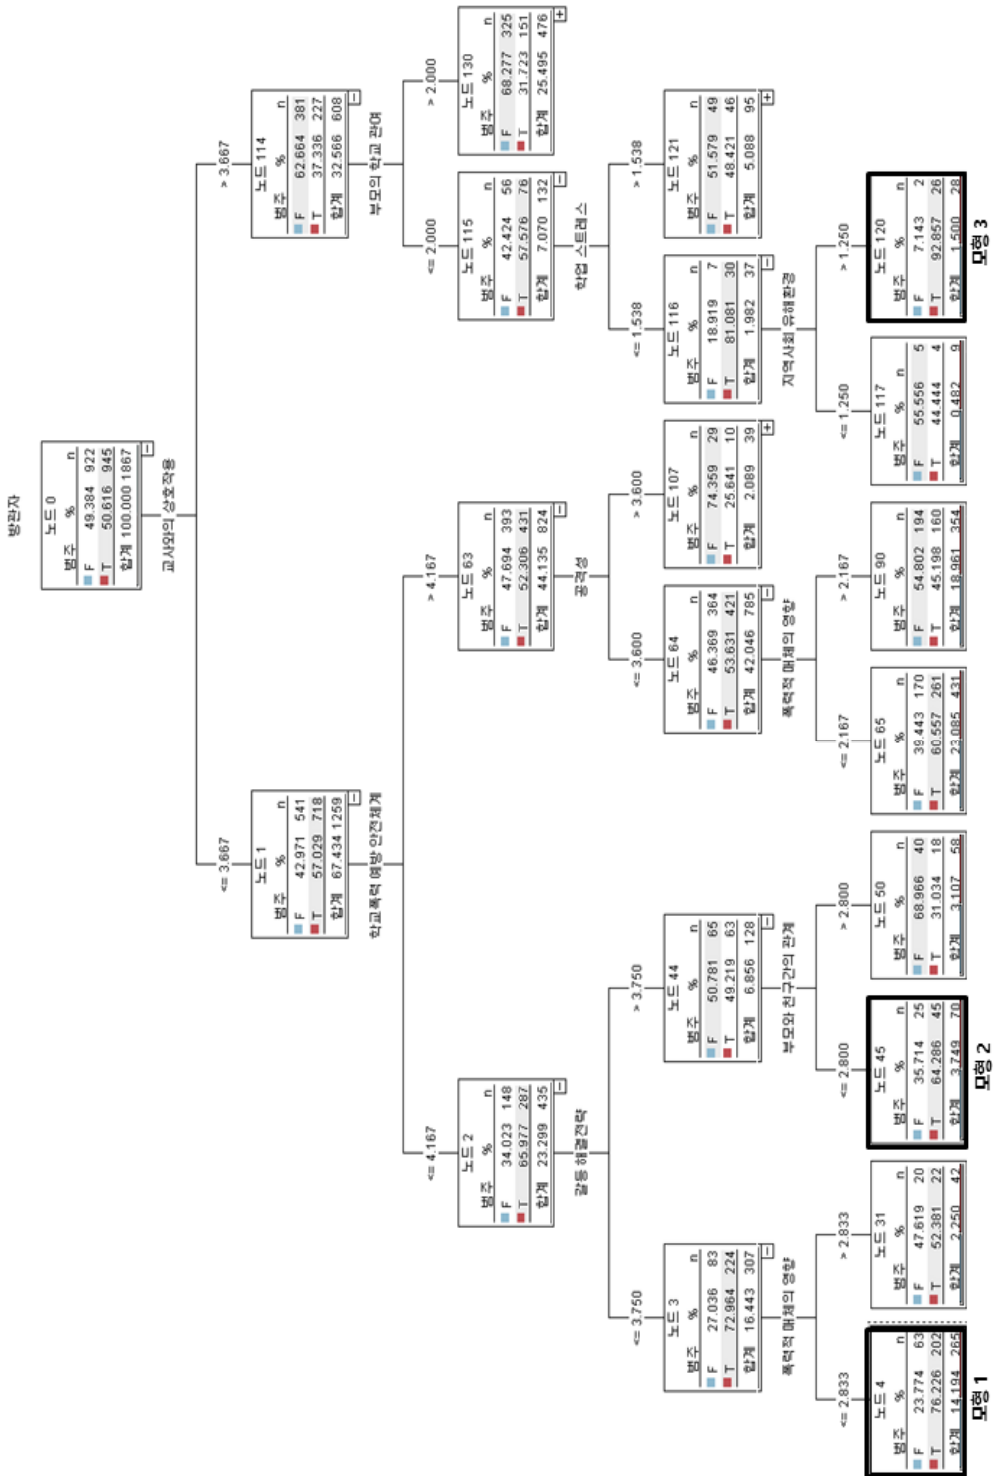 방관자
노드 0
범주 % n
F 49.384 922
T 50.616 945
합계 100.000 1867
교사와의 상호작용
<= 3.667
> 3.667
노드 1
범주 % n
F 42.971 541
T 57.029 718
합계 67.434 1259
학교폭력 예방 안전체계
노드 114
범주 % n
F 62.664 381
T 37.336 227
합계 32.566 608
부모의 학교 관여
<= 4.167
> 4.167
<= 2.000
> 2.000
노드 2
범주 % n
F 34.023 148
T 65.977 287
합계 23.299 435
갈등해결전략
노드 63
범주 % n
F 47.694 393
T 52.306 431
합계 44.135 824
공격성
노드 115
범주 % n
F 42.424 56
T 57.576 76
합계 7.070 132
학업 스트레스
노드 130
범주 % n
F 68.277 325
T 31.723 151
합계 25.495 476
<= 3.750
> 3.750
<= 3.600
> 3.600
<= 1.538
> 1.538
노드 3
범주 % n
F 27.036 83
T 72.964 224
합계 16.443 307
폭력적 매체의 영향
노드 44
범주 % n
F 50.781 65
T 49.219 63
합계 6.856 128
부모와 친구간의 관계
노드 64
범주 % n
F 46.369 364
T 53.631 421
합계 42.046 785
폭력적 매체의 영향
노드 107
범주 % n
F 74.359 29
T 25.641 10
합계 2.089 39
노드 116
범주 % n
F 18.919 7
T 81.081 30
합계 1.982 37
지역사회 유해환경
노드 121
범주 % n
F 51.579 49
T 48.421 46
합계 5.088 95
<= 2.833
> 2.833
<= 2.800
> 2.800
<= 2.167
> 2.167
<= 1.250
> 1.250
노드 4
범주 % n
F 23.774 63
T 76.226 202
합계 14.194 265
노드 31
범주 % n
F 47.619 20
T 52.381 22
합계 2.250 42
노드 45
범주 % n
F 35.714 25
T 64.286 45
합계 3.749 70
노드 50
범주 % n
F 68.966 40
T 31.034 18
합계 3.107 58
노드 65
범주 % n
F 39.443 170
T 60.557 261
합계 23.085 431
노드 90
범주 % n
F 54.802 194
T 45.198 160
합계 18.961 354
노드 117
범주 % n
F 55.556 5
T 44.444 4
합계 0.482 9
노드 120
범주 % n
F 7.143 2
T 92.857 26
합계 1.500 28
모형 1
모형 2
모형 3